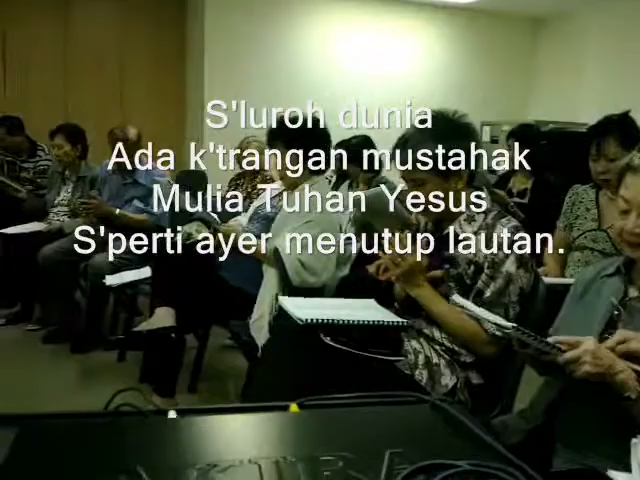 S'luroh dunia
Ada k'trangan mustahak
Mulia Tuhan Yesus
S'perti ayer menutup lautan.